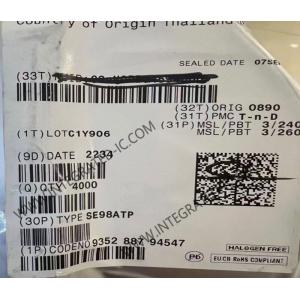 Country of Origin Thailand
SEALED DATE 07SE
(33T)
(32T) ORIG 0890
(31T) PMC T-n-D
(1T) LOTC1Y906
(31P) MSL/PBT 3/240
MSL/PBT 3/260
(9D) DATE 2234
(Q) QTY 4000
(30P) TYPE SE98ATP
(1P) CODENO 9352 887 94547
HALOGEN FREE
Pb
EU,CN RoHS COMPLIANT